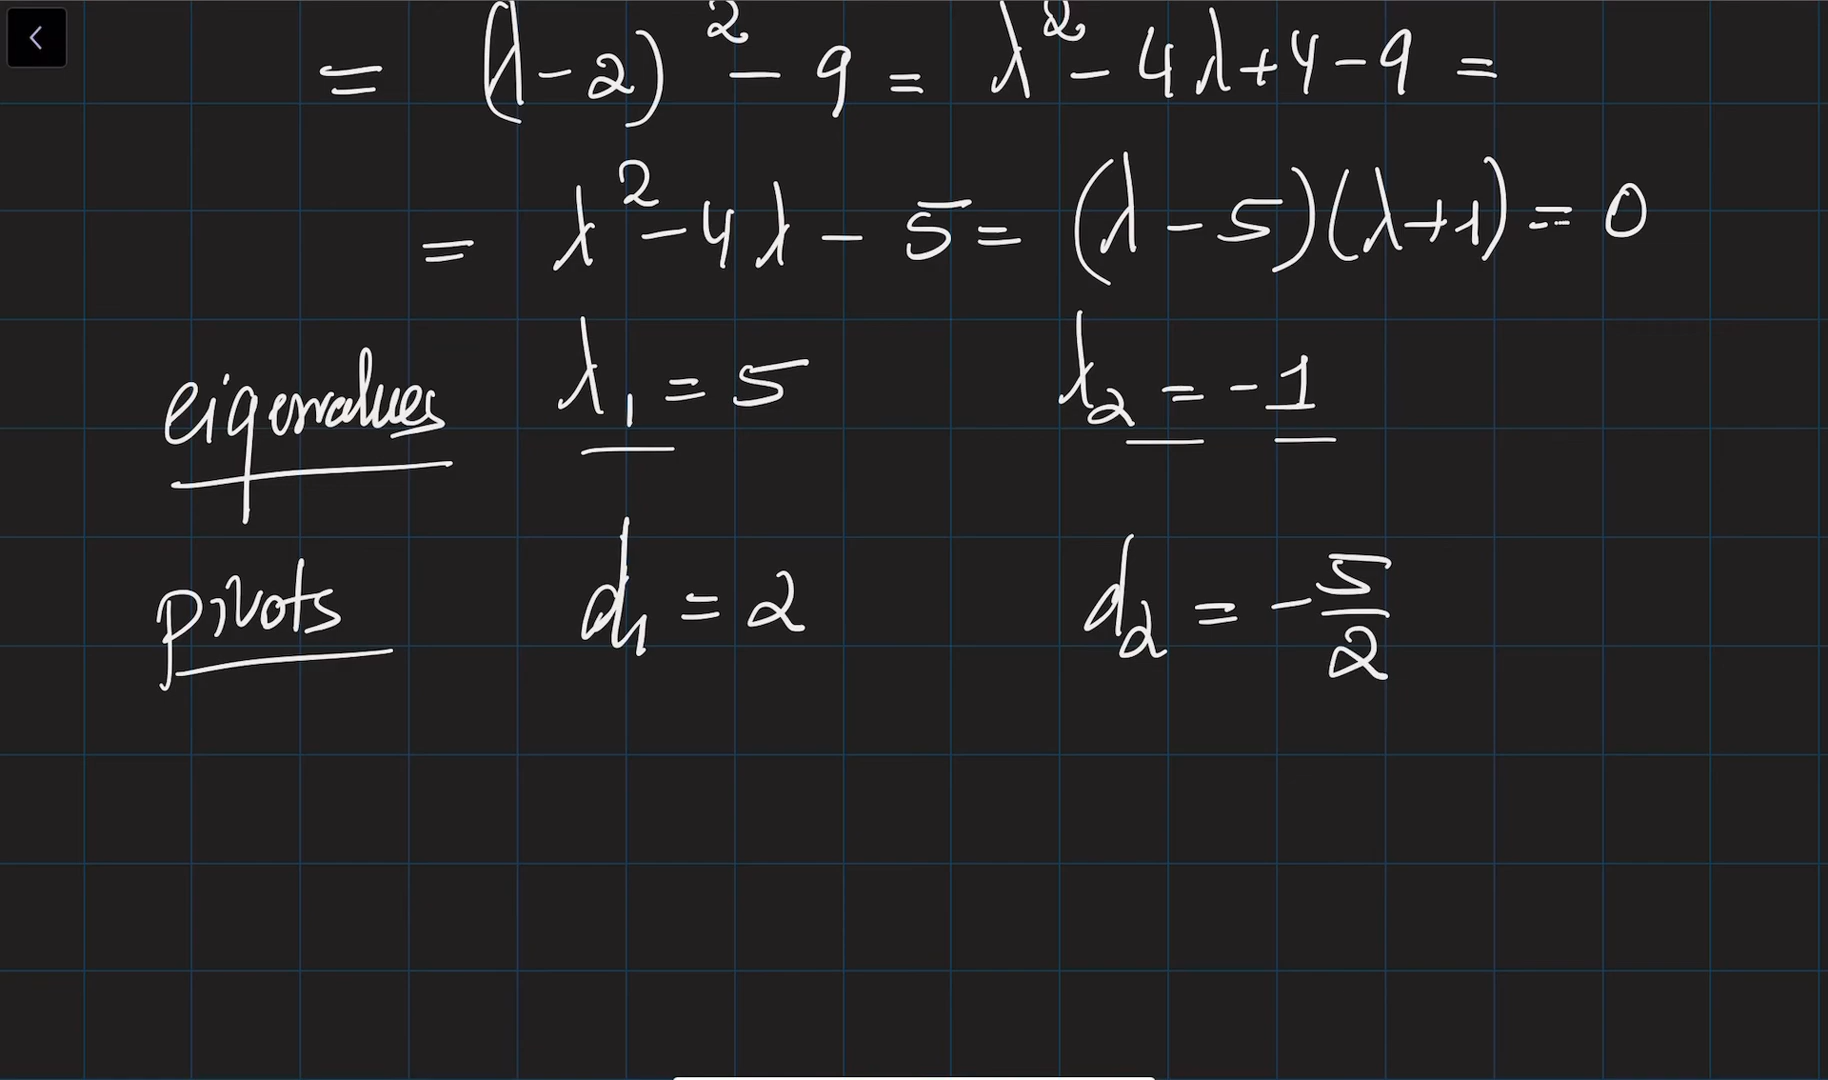 = (λ-2)² - 9 = λ² - 4λ + 4 - 9 =
= λ² - 4λ - 5 = (λ - 5)(λ+1) = 0
eigenvalues λ₁ = 5 λ₂ = -1
pivots d₁ = 2 d₂ = -5/2